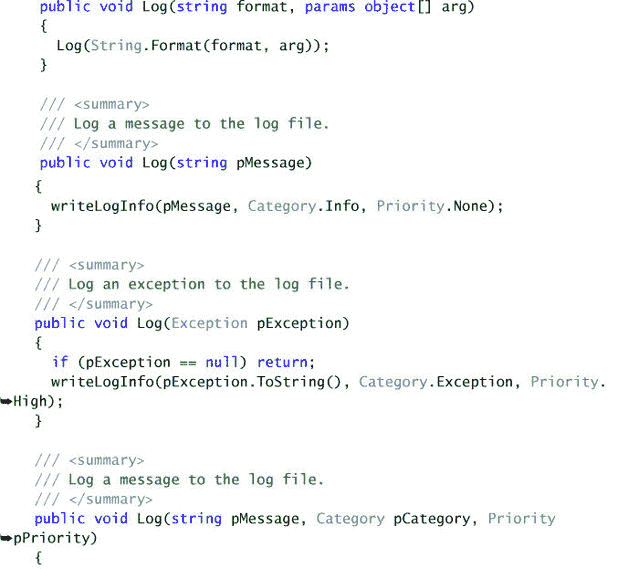 public void Log(string format, params object[] arg)
{
Log(String.Format(format, arg));
}
/// <summary>
/// Log a message to the log file.
/// </summary>
public void Log(string pMessage)
{
writeLogInfo(pMessage, Category.Info, Priority.None);
}
/// <summary>
/// Log an exception to the log file.
/// </summary>
public void Log(Exception pException)
{
if (pException == null) return;
writeLogInfo(pException.ToString(), Category.Exception, Priority.
➥High);
}
/// <summary>
/// Log a message to the log file.
/// </summary>
public void Log(string pMessage, Category pCategory, Priority
➥pPriority)
{